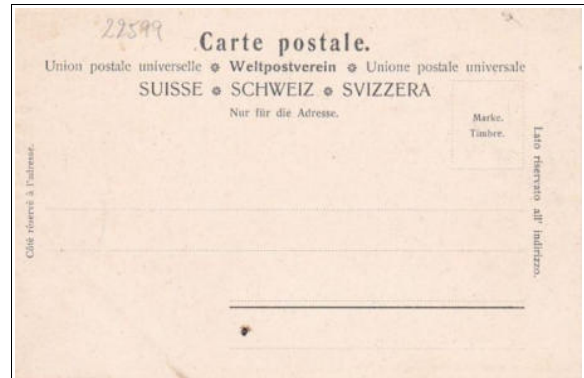 22599
Carte postale.
Union postale universelle ✽ Weltpostverein ✽ Unione postale universale
SUISSE ✽ SCHWEIZ ✽ SVIZZERA
Nur für die Adresse.
Marke.
Timbre.
Côté réservé à l'adresse.
Lato riservato all' indirizzo.